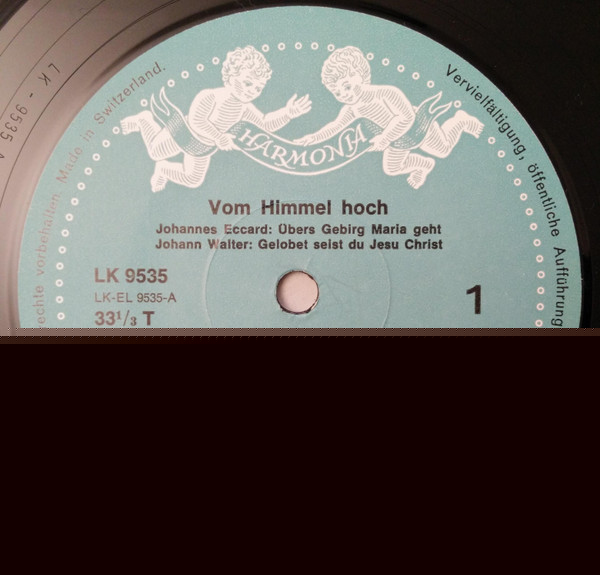 HARMONIA
Vom Himmel hoch
Johannes Eccard: Übers Gebirg Maria geht
Johann Walter: Gelobet seist du Jesu Christ
LK 9535
LK-EL 9535-A
33¹/₃ T
1
vorbehalten. Made in Switzerland.
Vervielfältigung, öffentliche Aufführung
LK - 9535